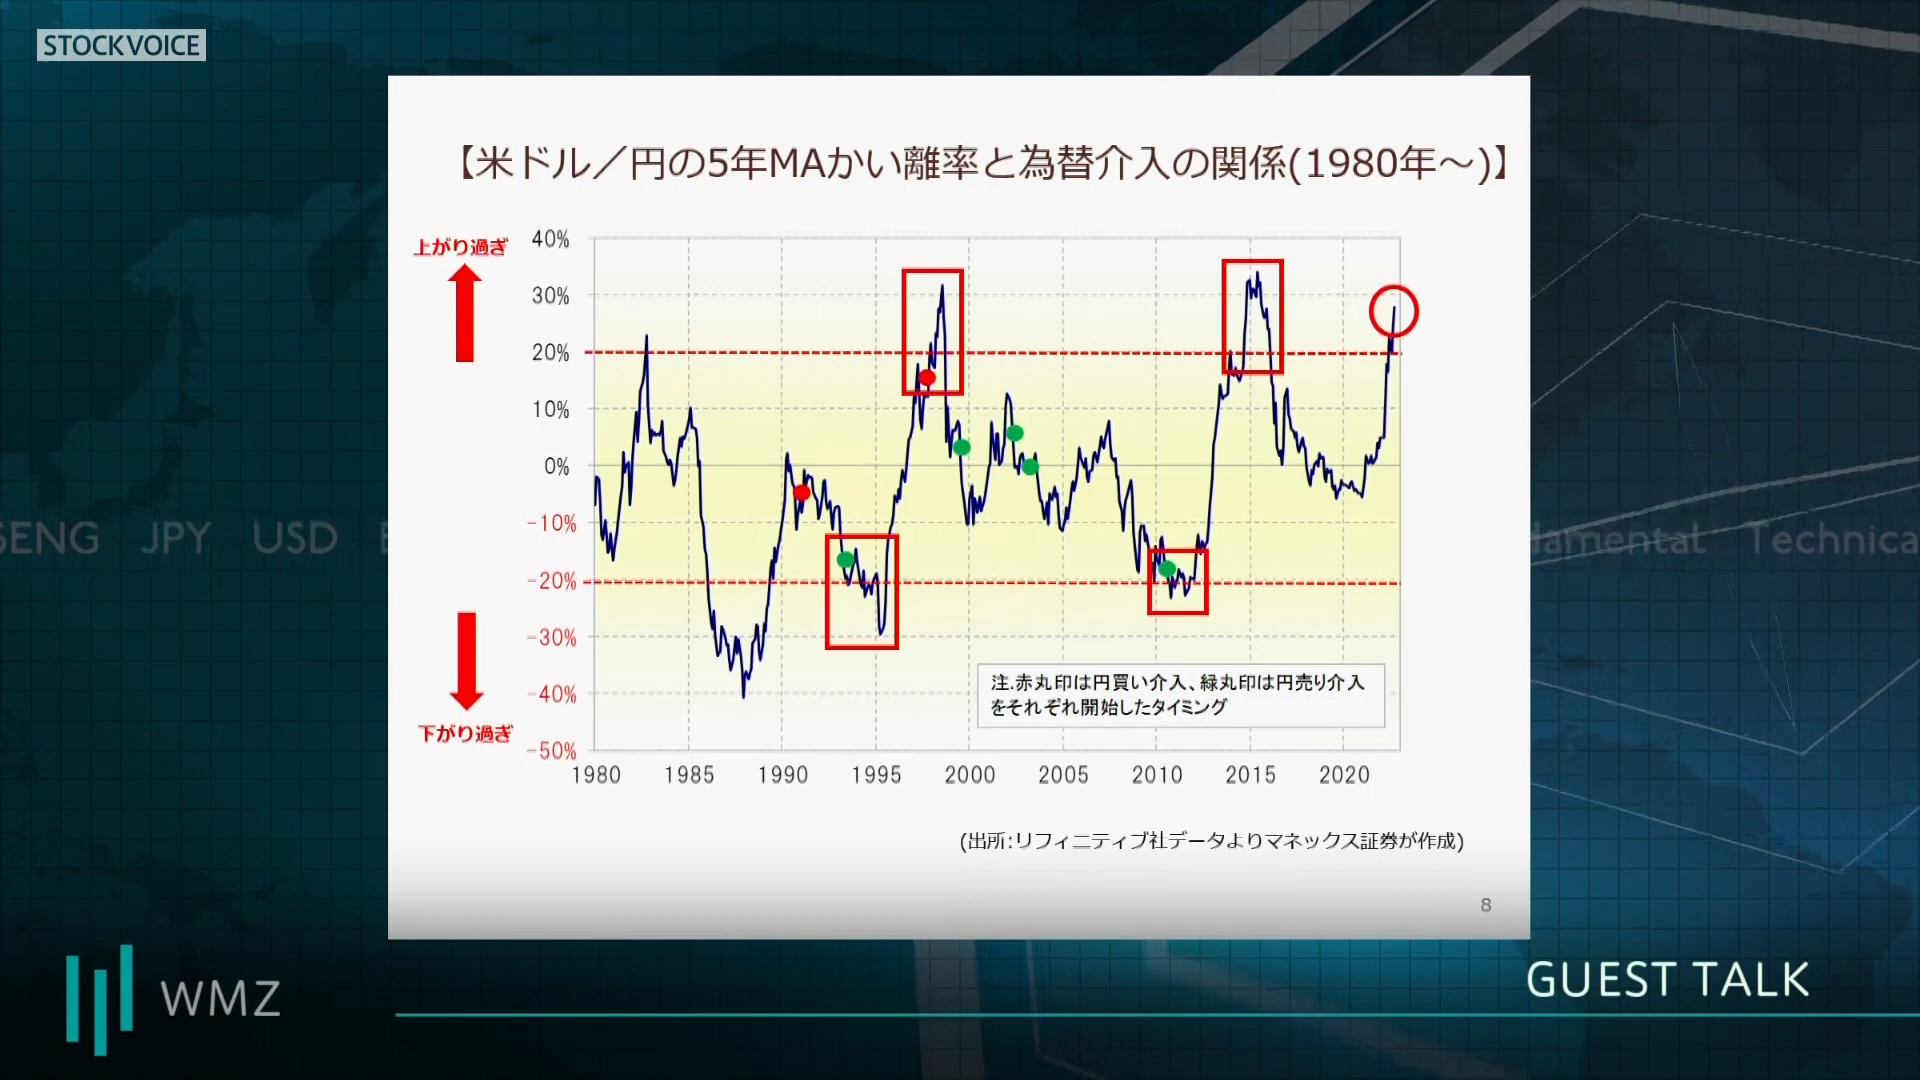 STOCKVOICE
【米ドル／円の5年MAかい離率と為替介入の関係(1980年～)】
上がり過ぎ
40%
30%
20%
10%
0%
-10%
-20%
-30%
-40%
-50%
下がり過ぎ
注.赤丸印は円買い介入、緑丸印は円売り介入
をそれぞれ開始したタイミング
1980 1985 1990 1995 2000 2005 2010 2015 2020
(出所:リフィニティブ社データよりマネックス証券が作成)
8
SENG JPY USD
damental Technica
WMZ
GUEST TALK